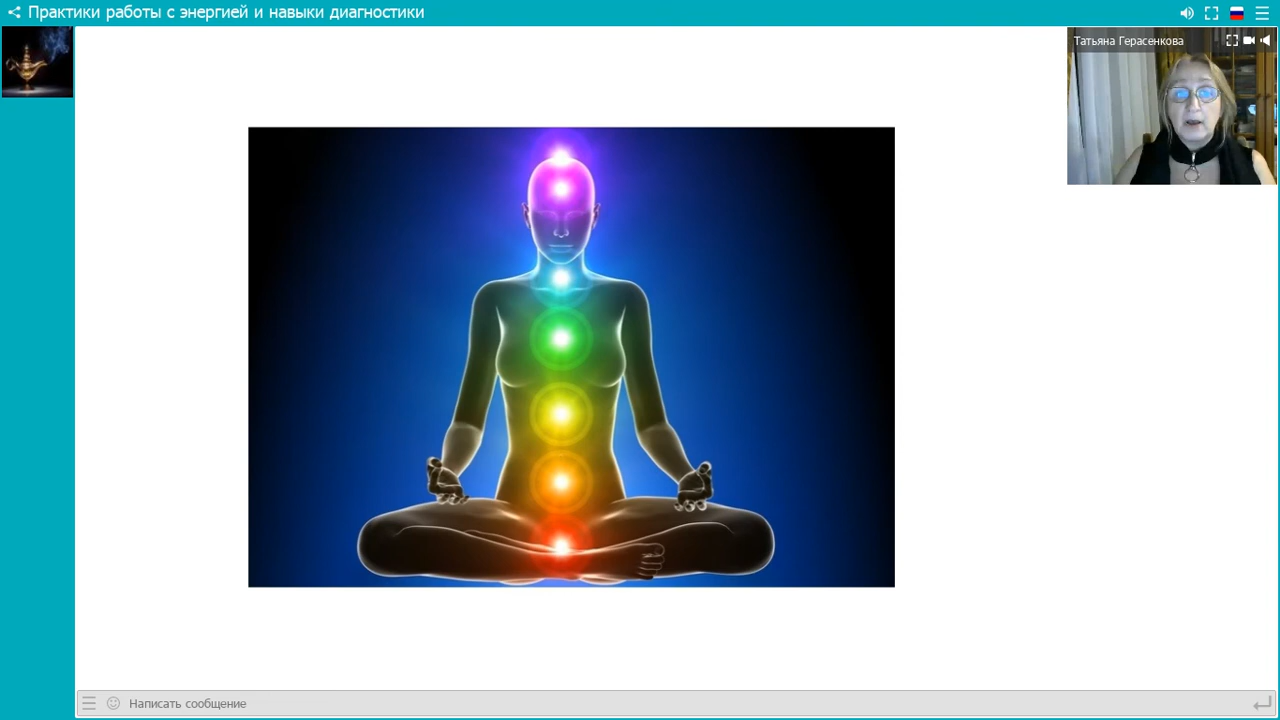 Практики работы с энергией и навыки диагностики
Татьяна Герасенкова
Написать сообщение